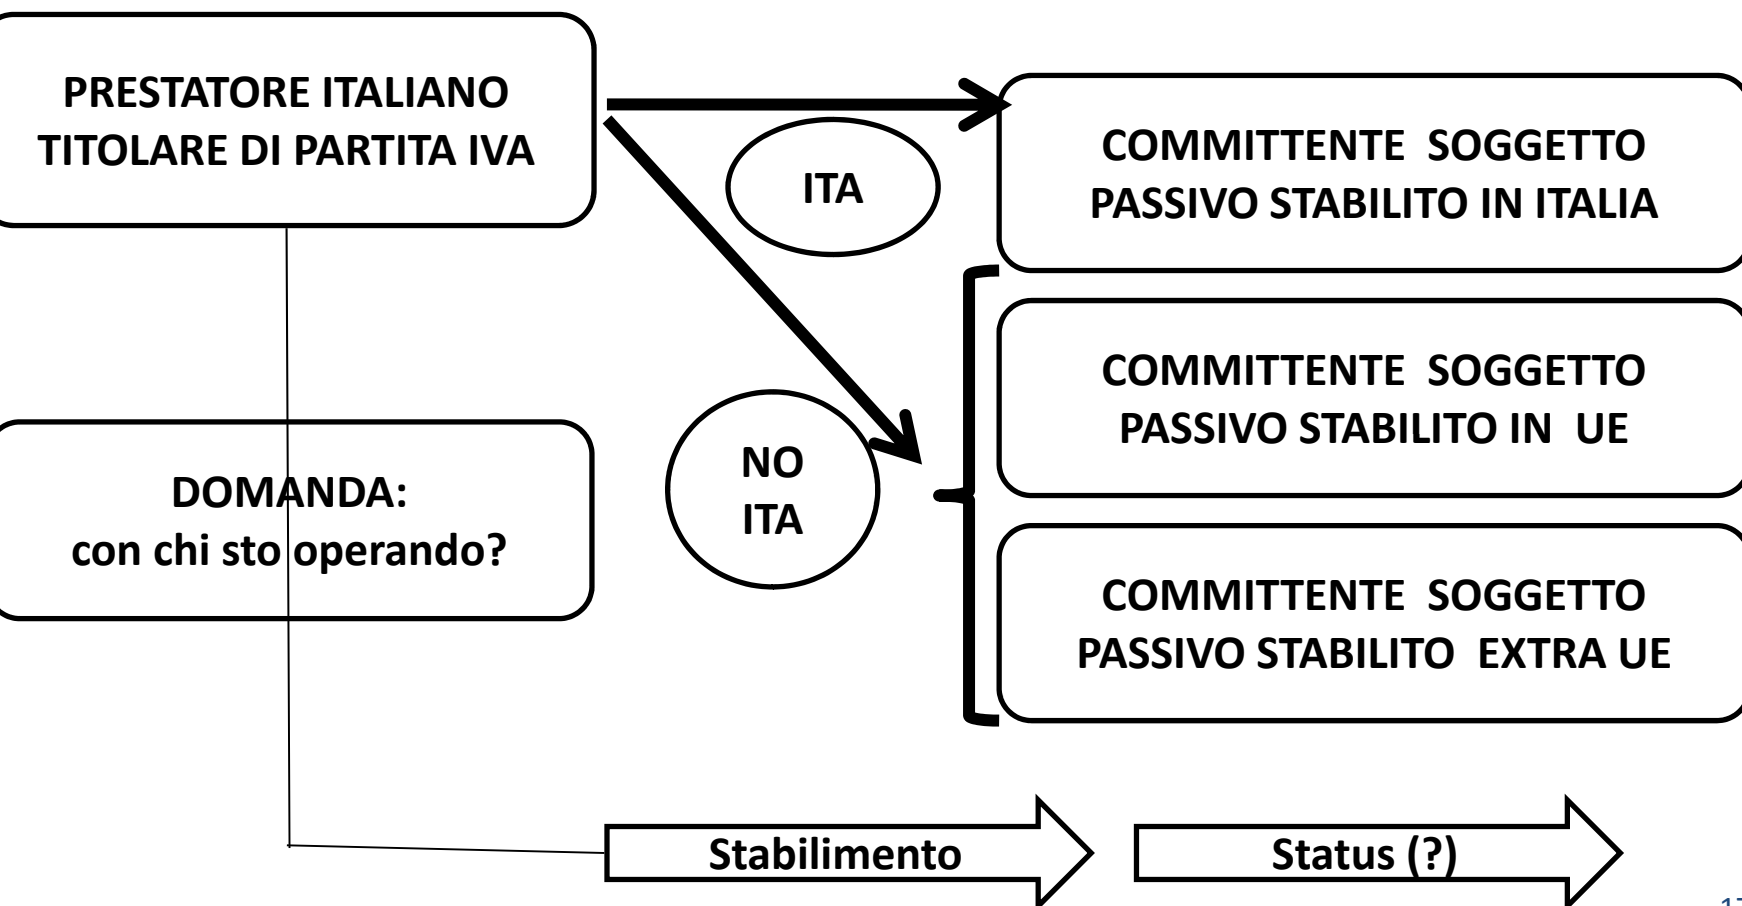 PRESTATORE ITALIANO
TITOLARE DI PARTITA IVA
ITA
COMMITTENTE SOGGETTO
PASSIVO STABILITO IN ITALIA
COMMITTENTE SOGGETTO
PASSIVO STABILITO IN UE
NO
ITA
DOMANDA:
con chi sto operando?
COMMITTENTE SOGGETTO
PASSIVO STABILITO EXTRA UE
Stabilimento
Status (?)